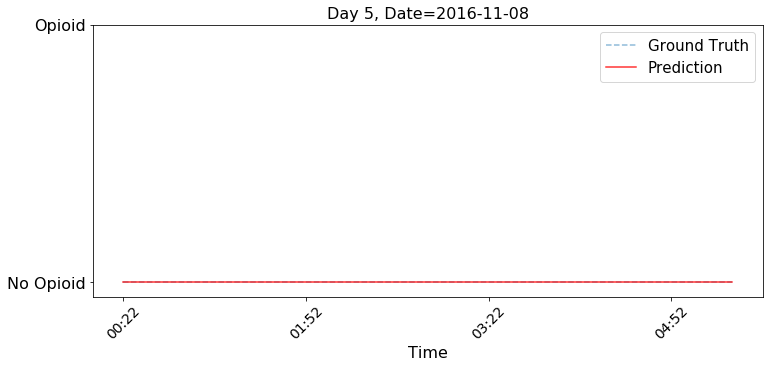 Day 5, Date=2016-11-08
Opioid
Ground Truth
Prediction
No Opioid
00:22
01:52
03:22
04:52
Time